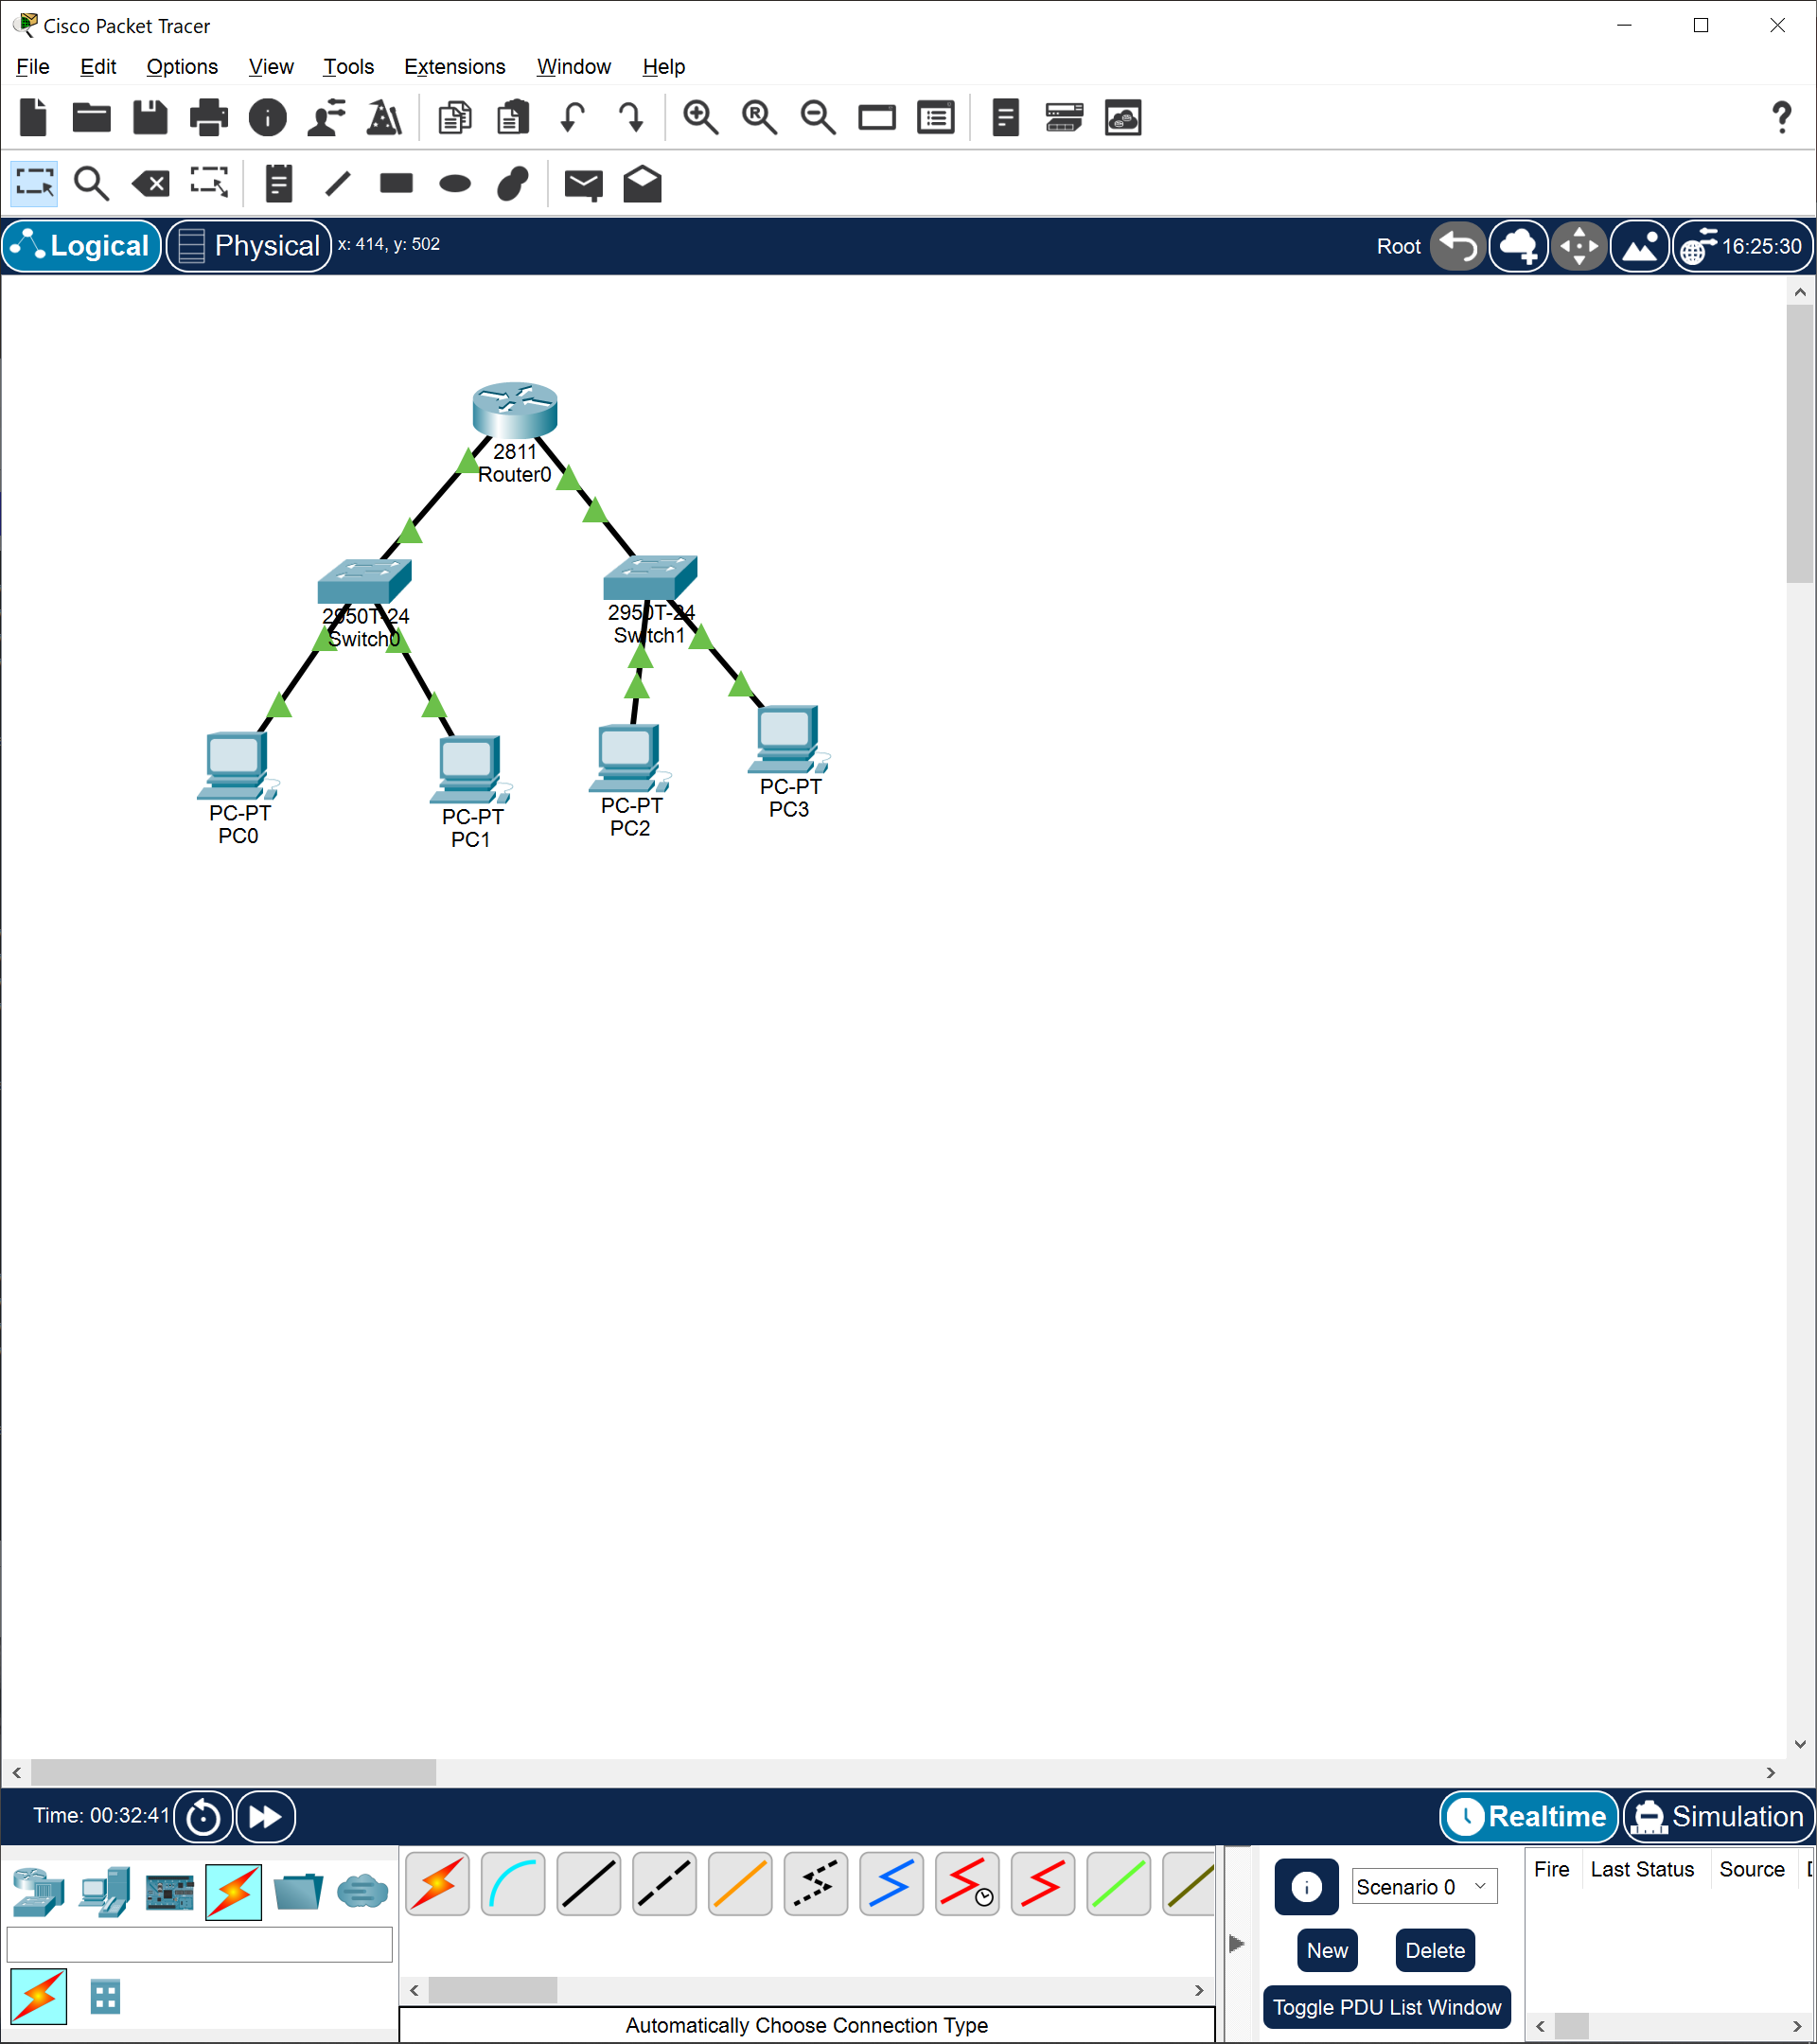 Cisco Packet Tracer
File Edit Options View Tools Extensions Window Help
Logical Physical x: 414, y: 502 Root 16:25:30
2811
Router0
2950T-24
Switch0
2950T-24
Switch1
PC-PT
PC0
PC-PT
PC1
PC-PT
PC2
PC-PT
PC3
Time: 00:32:41 Realtime Simulation
Scenario 0
Fire Last Status Source
New Delete
Toggle PDU List Window
Automatically Choose Connection Type